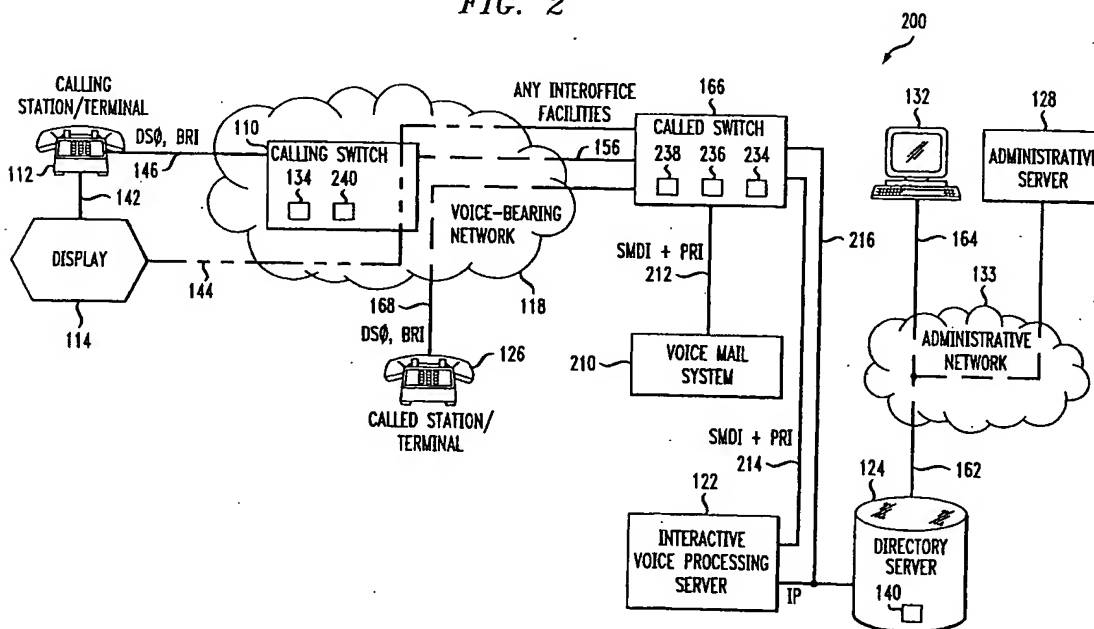 FIG. 2
200
CALLING
STATION/TERMINAL
DSØ, BRI
112
146
142
DISPLAY
114
144
110
CALLING SWITCH
134
240
ANY INTEROFFICE
FACILITIES
156
VOICE-BEARING
NETWORK
118
168
DSØ, BRI
126
CALLED STATION/
TERMINAL
166
CALLED SWITCH
238
236
234
SMDI + PRI
212
210
VOICE MAIL
SYSTEM
216
SMDI + PRI
214
122
INTERACTIVE
VOICE PROCESSING
SERVER
IP
132
128
ADMINISTRATIVE
SERVER
164
133
ADMINISTRATIVE
NETWORK
162
124
DIRECTORY
SERVER
140